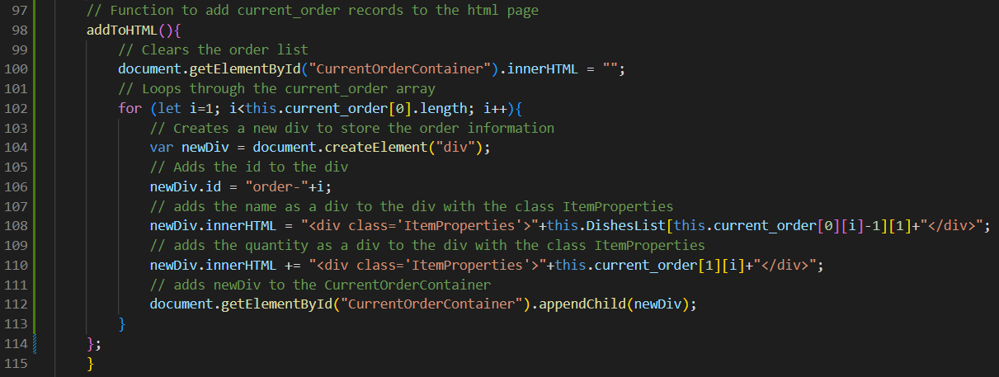 97 // Function to add current_order records to the html page
98 addToHTML(){
99 // Clears the order list
100 document.getElementById("CurrentOrderContainer").innerHTML = "";
101 // Loops through the current_order array
102 for (let i=1; i<this.current_order[0].length; i++){
103 // Creates a new div to store the order information
104 var newDiv = document.createElement("div");
105 // Adds the id to the div
106 newDiv.id = "order-"+i;
107 // adds the name as a div to the div with the class ItemProperties
108 newDiv.innerHTML = "<div class='ItemProperties'>"+this.DishesList[this.current_order[0][i]-1][1]+"</div>";
109 // adds the quantity as a div to the div with the class ItemProperties
110 newDiv.innerHTML += "<div class='ItemProperties'>"+this.current_order[1][i]+"</div>";
111 // adds newDiv to the CurrentOrderContainer
112 document.getElementById("CurrentOrderContainer").appendChild(newDiv);
113 }
114 };
115 }